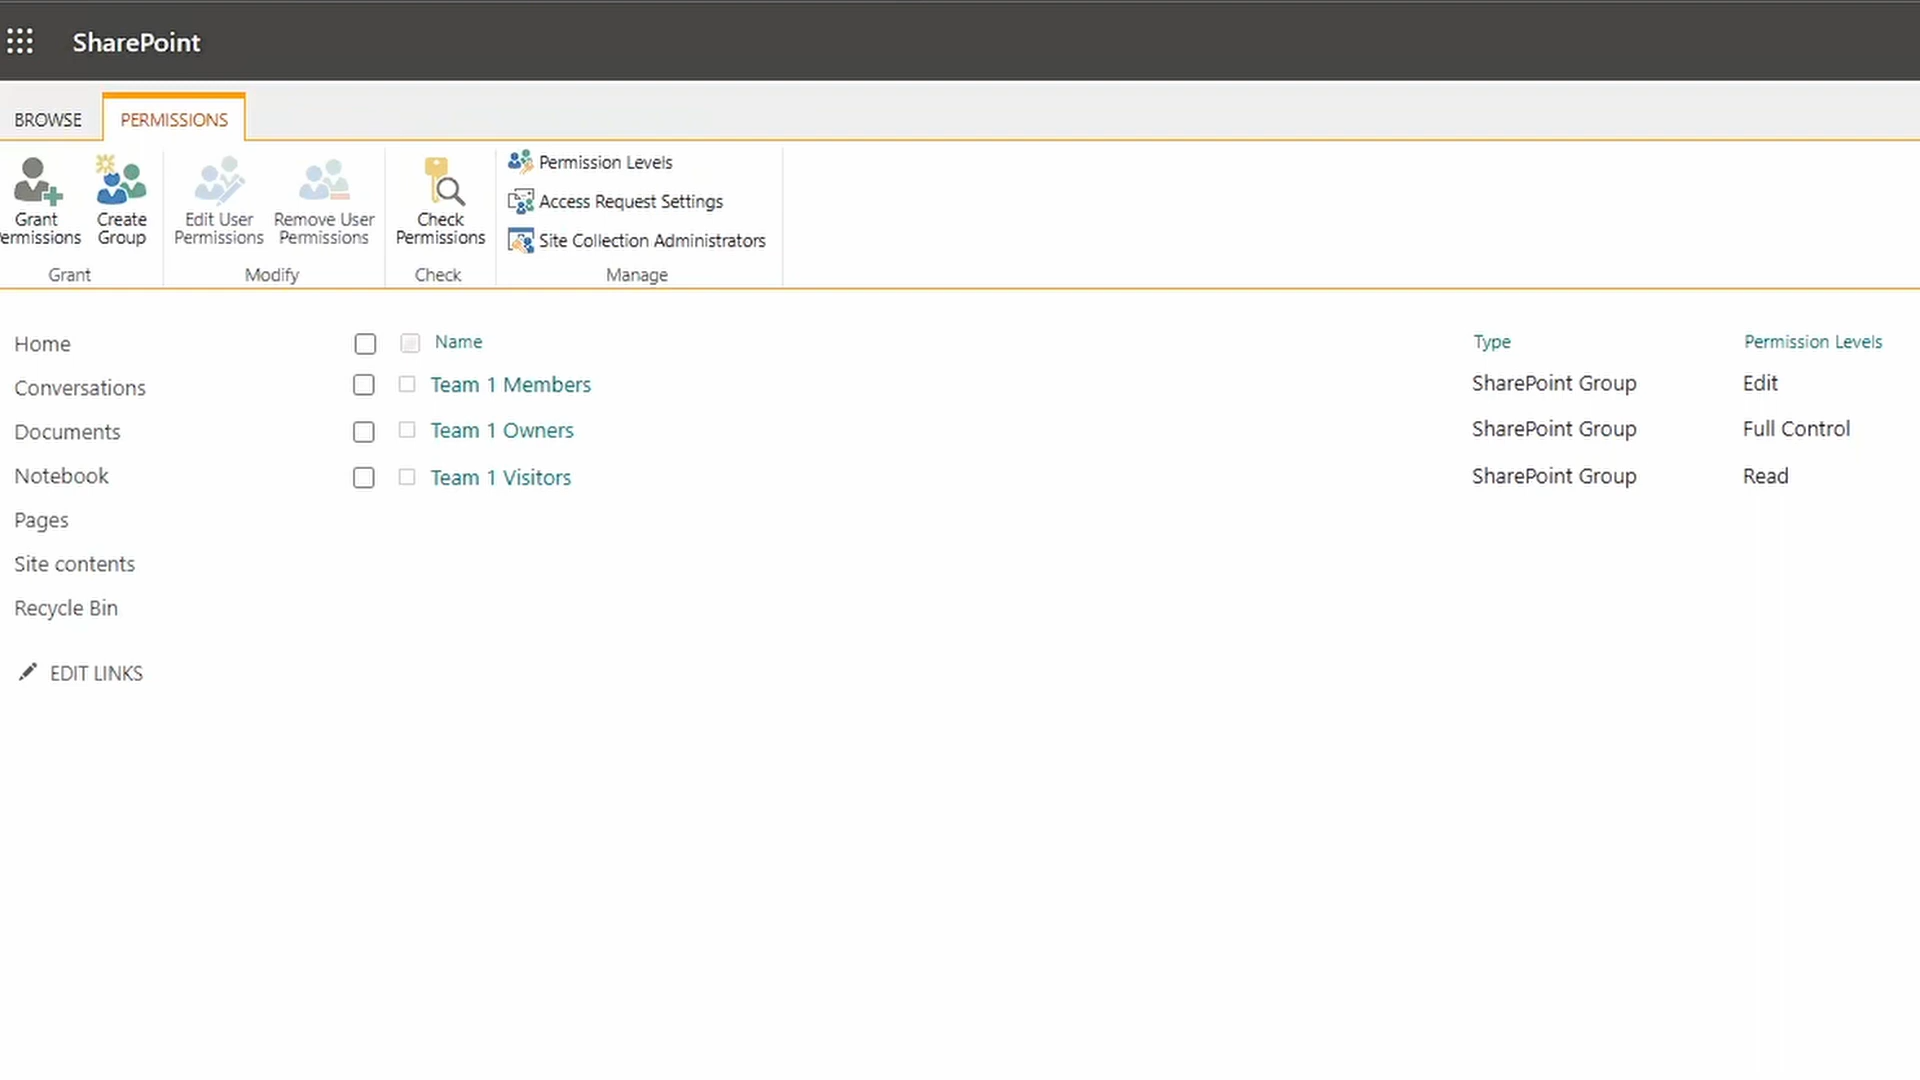 SharePoint
BROWSE
PERMISSIONS
Grant
ermissions
Create
Group
Edit User
Permissions
Remove User
Permissions
Check
Permissions
Permission Levels
Access Request Settings
Site Collection Administrators
Grant
Modify
Check
Manage
Home
Conversations
Documents
Notebook
Pages
Site contents
Recycle Bin
EDIT LINKS
Name Type Permission Levels
Team 1 Members SharePoint Group Edit
Team 1 Owners SharePoint Group Full Control
Team 1 Visitors SharePoint Group Read